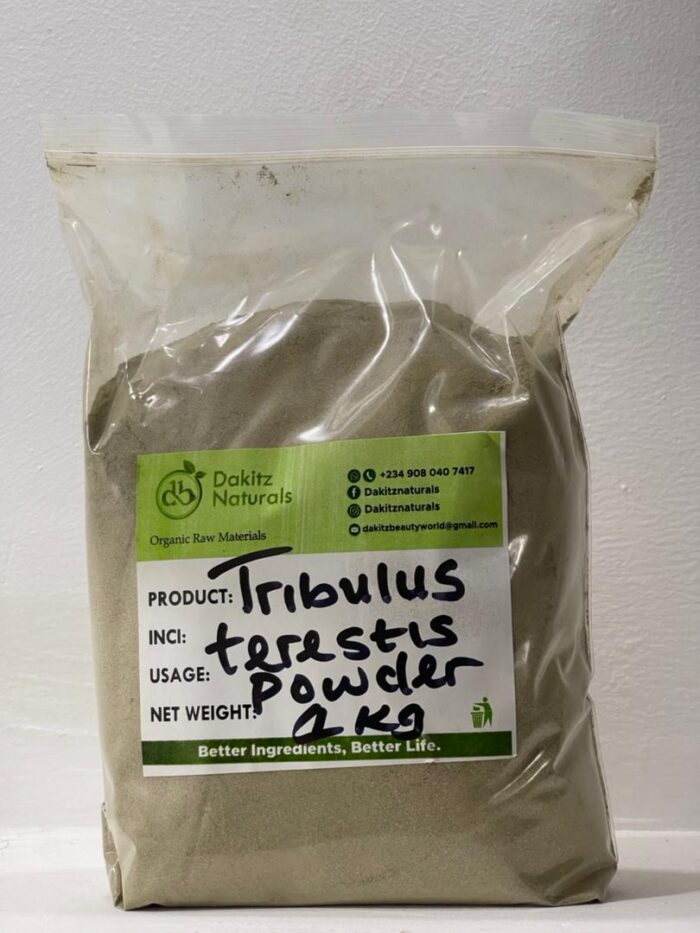 Dakitz
Naturals
Organic Raw Materials
+234 908 040 7417
Dakitznaturals
Dakitznaturals
dakitzbeautyworld@gmail.com
PRODUCT: Tribulus
INCI: terestis
USAGE: powder
NET WEIGHT: 1 Kg
Better Ingredients, Better Life.